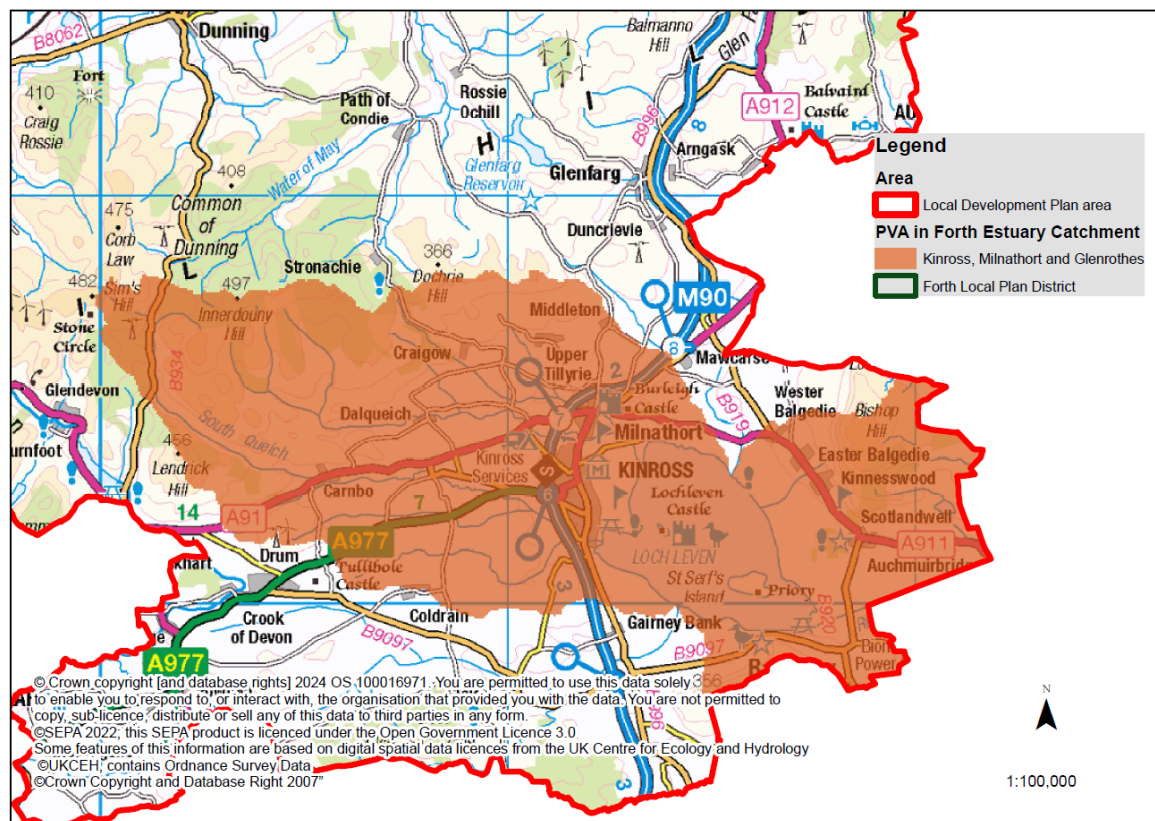 B8062
Dunning
Balmanno
Hill
Glen
L
Fort
410
Craig
Rossie
Path of
Condie
Rossie
Ochill
I
A912
Balvaird
Castle
8
B996
H
Arngask
Water of May
Glenfarg
Reservoir
Glenfarg
408
475
Corb
Law
Common
of
Dunning
Duncrievie
Legend
Area
Local Development Plan area
PVA in Forth Estuary Catchment
Kinross, Milnathort and Glenrothes
Forth Local Plan District
366
Dochrie
Hill
Stronachie
L
482
Sim's
Hill
I
Stone
Circle
497
Innerdouny
Hill
M90
8
Middleton
Mawcarse
Craigow
Upper
Tillyrie
2
Burleigh
Castle
B934
Glendevon
Dalqueich
7
Wester
Balgedie
Bishop
Hill
B919
South Queich
Milnathort
456
Lendrick
Hill
Kinross
Services
S
KINROSS
Easter Balgedie
Kinnesswood
Carnbo
7
6
Lochleven
Castle
Scotlandwell
14
A91
A977
A911
Drum
Tullibole
Castle
LOCH LEVEN
St Serf's
Island
Priory
Auchmuirbridge
3
B920
Coldrain
Crook
of Devon
Gairney Bank
B9097
B9097
A977
356
© Crown copyright [and database rights] 2024 OS 100016971. You are permitted to use this data solely
to enable you to respond to, or interact with, the organisation that provided you with the data. You are not permitted to
copy, sub-licence, distribute or sell any of this data to third parties in any form.
©SEPA 2022; this SEPA product is licenced under the Open Government Licence 3.0
Some features of this information are based on digital spatial data licences from the UK Centre for Ecology and Hydrology
©UKCEH, contains Ordnance Survey Data
©Crown Copyright and Database Right 2007"
3
N
1:100,000